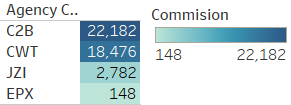 Agency C..
C2B 22,182
CWT 18,476
JZI 2,782
EPX 148
Commision
148 22,182